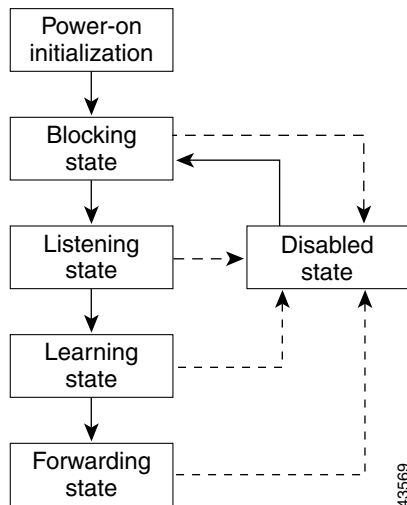 Power-on
initialization
Blocking
state
Listening
state
Disabled
state
Learning
state
Forwarding
state
43569